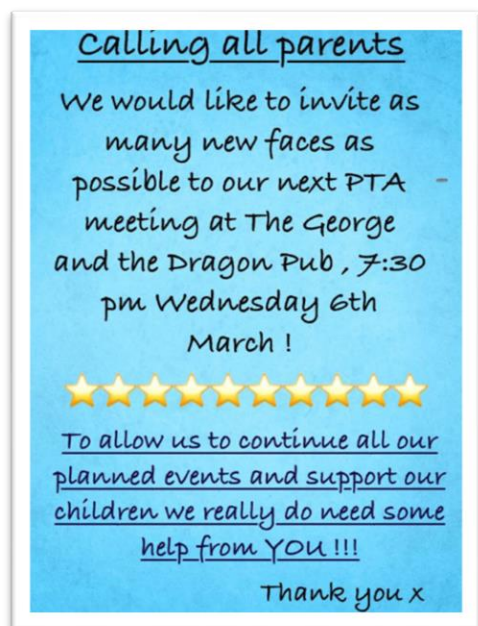 Calling all parents
We would like to invite as
many new faces as
possible to our next PTA
meeting at The George
and the Dragon Pub , 7:30
pm Wednesday 6th
March !
To allow us to continue all our
planned events and support our
children we really do need some
help from YOU !!!
Thank you x